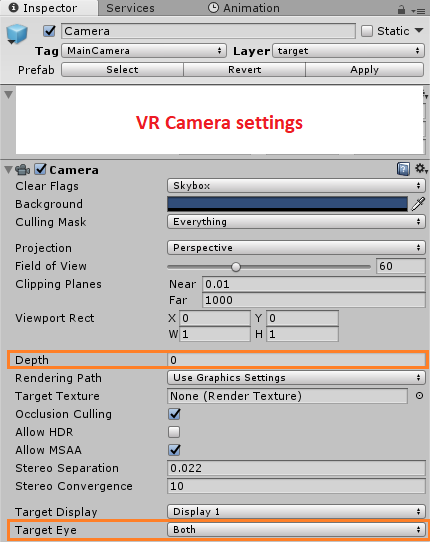 Inspector Services Animation
Camera Static
Tag MainCamera Layer target
Prefab Select Revert Apply
VR Camera settings
Camera
Clear Flags Skybox
Background
Culling Mask Everything
Projection Perspective
Field of View 60
Clipping Planes Near 0.01
Far 1000
Viewport Rect X 0 Y 0
W 1 H 1
Depth 0
Rendering Path Use Graphics Settings
Target Texture None (Render Texture)
Occlusion Culling
Allow HDR
Allow MSAA
Stereo Separation 0.022
Stereo Convergence 10
Target Display Display 1
Target Eye Both